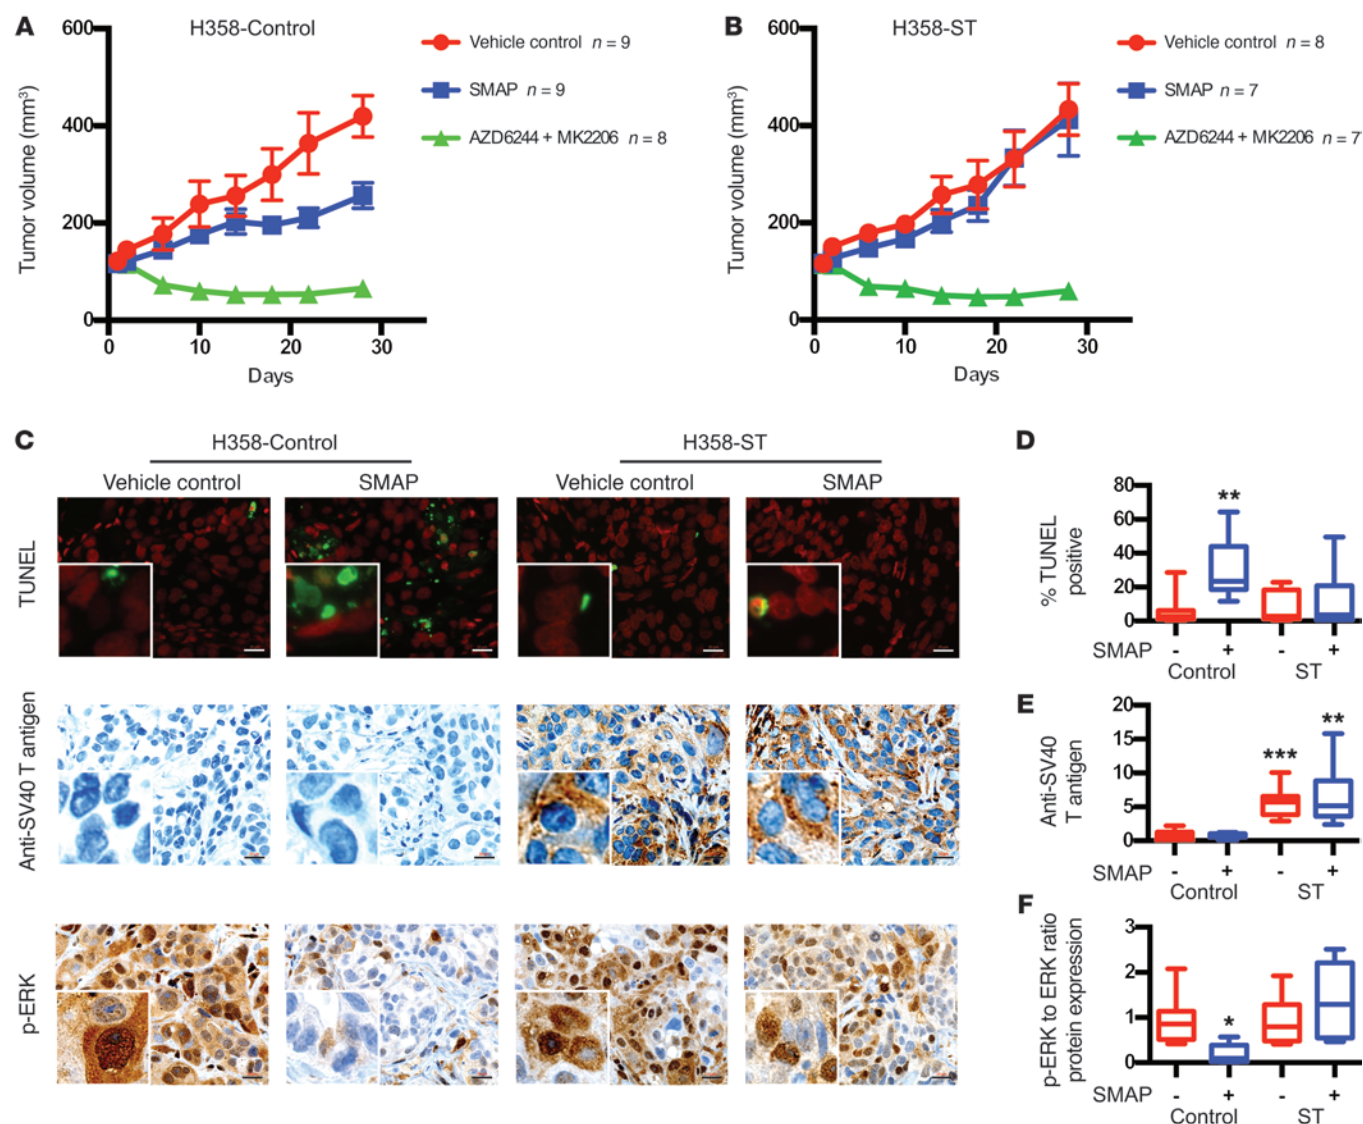 A
H358-Control
600
400
200
0
0
10
20
30
Tumor volume (mm³)
Days
Vehicle control n = 9
SMAP n = 9
AZD6244 + MK2206 n = 8
B
H358-ST
600
400
200
0
0
10
20
30
Tumor volume (mm³)
Days
Vehicle control n = 8
SMAP n = 7
AZD6244 + MK2206 n = 7
C
H358-Control
H358-ST
Vehicle control
SMAP
Vehicle control
SMAP
TUNEL
Anti-SV40 T antigen
p-ERK
D
% TUNEL
positive
80
60
40
20
0
**
SMAP - + - +
Control ST
E
Anti-SV40
T antigen
20
15
10
5
0
***
**
SMAP - + - +
Control ST
F
p-ERK to ERK ratio
protein expression
3
2
1
0
*
SMAP - + - +
Control ST